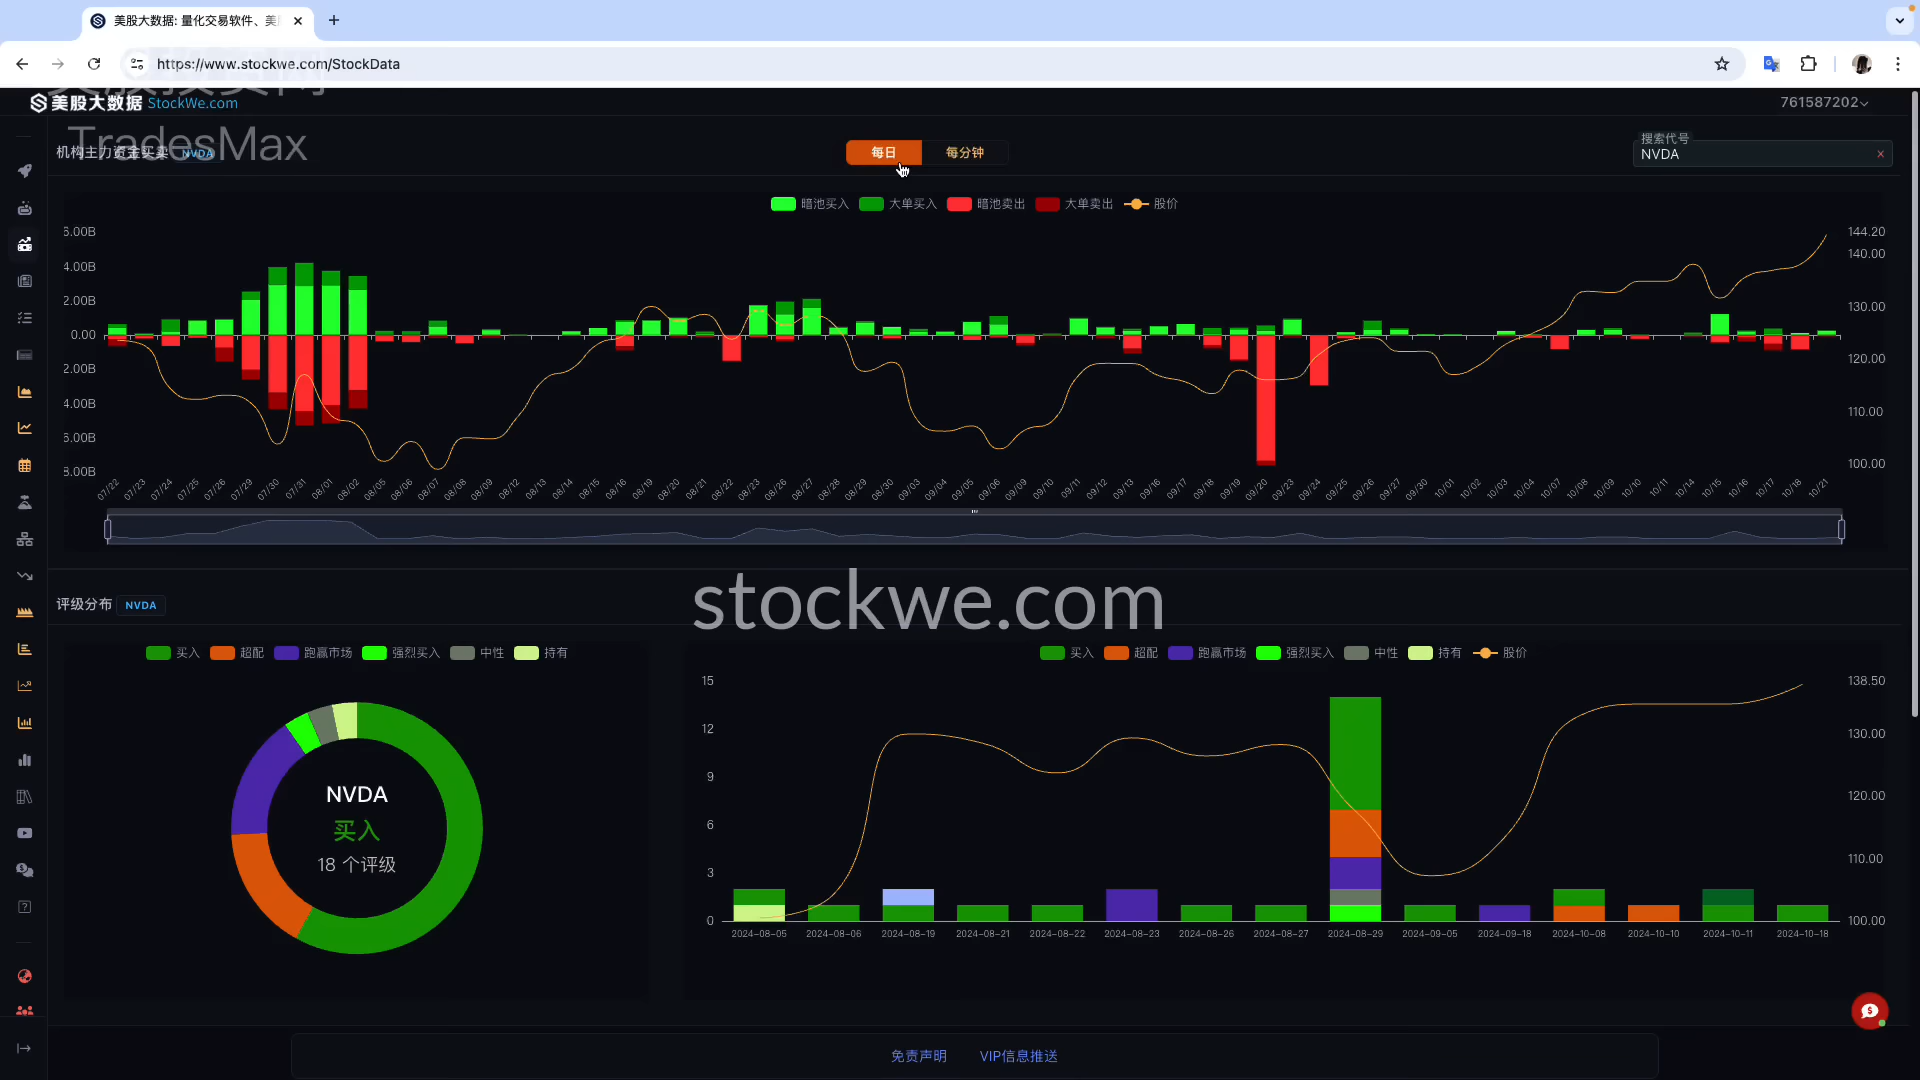 美股大数据: 量化交易软件、美
https://www.stockwe.com/StockData
美股大数据 StockWe.com
761587202
TradesMax
机构主力资金买卖 NVDA
每日 每分钟
搜索代号
NVDA
暗池买入 大单买入 暗池卖出 大单卖出 股价
6.00B
4.00B
2.00B
0.00
2.00B
4.00B
6.00B
8.00B
144.20
140.00
130.00
120.00
110.00
100.00
07/22 07/23 07/24 07/25 07/26 07/29 07/30 07/31 08/01 08/02 08/05 08/06 08/07 08/08 08/09 08/12 08/13 08/14 08/15 08/16 08/19 08/20 08/21 08/22 08/23 08/26 08/27 08/28 08/29 08/30 09/03 09/04 09/05 09/06 09/09 09/10 09/11 09/12 09/13 09/16 09/17 09/18 09/19 09/20 09/23 09/24 09/25 09/26 09/27 09/30 10/01 10/02 10/03 10/04 10/07 10/08 10/09 10/10 10/11 10/14 10/15 10/16 10/17 10/18 10/21
stockwe.com
评级分布 NVDA
买入 超配 跑赢市场 强烈买入 中性 持有
NVDA
买入
18 个评级
买入 超配 跑赢市场 强烈买入 中性 持有 股价
15
12
9
6
3
0
138.50
130.00
120.00
110.00
100.00
2024-08-05 2024-08-06 2024-08-19 2024-08-21 2024-08-22 2024-08-23 2024-08-26 2024-08-27 2024-08-29 2024-09-05 2024-09-18 2024-10-08 2024-10-10 2024-10-11 2024-10-18
免责声明 VIP信息推送